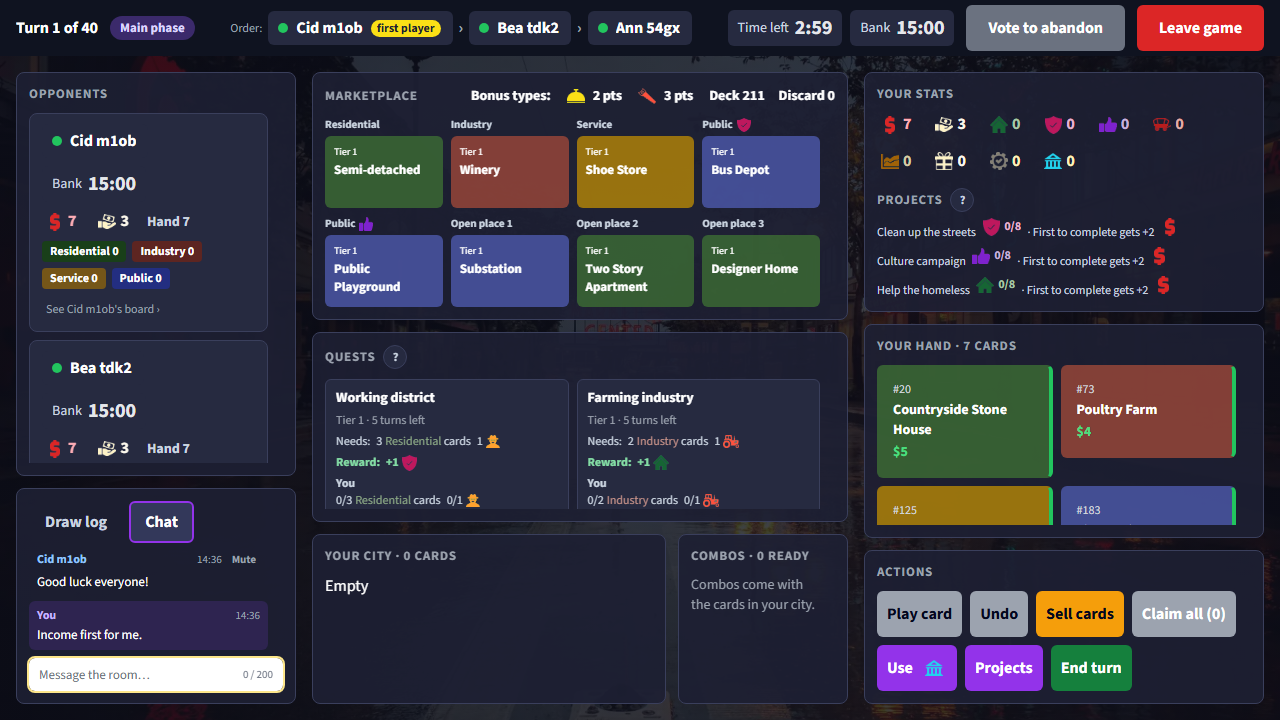 Turn 1 of 40 Main phase Order: Cid m1ob first player › Bea tdk2 › Ann 54gx Time left 2:59 Bank 15:00 Vote to abandon Leave game
OPPONENTS
Cid m1ob
Bank 15:00
7 3 Hand 7
Residential 0 Industry 0
Service 0 Public 0
See Cid m1ob's board ›
Bea tdk2
Bank 15:00
7 3 Hand 7
Draw log Chat
Cid m1ob 14:36 Mute
Good luck everyone!
You 14:36
Income first for me.
Message the room… 0 / 200
MARKETPLACE Bonus types: 2 pts 3 pts Deck 211 Discard 0
Residential Industry Service Public
Tier 1 Tier 1 Tier 1 Tier 1
Semi-detached Winery Shoe Store Bus Depot
Public Open place 1 Open place 2 Open place 3
Tier 1 Tier 1 Tier 1 Tier 1
Public Playground Substation Two Story Apartment Designer Home
QUESTS ?
Working district
Tier 1 · 5 turns left
Needs: 3 Residential cards 1
Reward: +1
You
0/3 Residential cards 0/1
Farming industry
Tier 1 · 5 turns left
Needs: 2 Industry cards 1
Reward: +1
You
0/2 Industry cards 0/1
YOUR CITY · 0 CARDS
Empty
COMBOS · 0 READY
Combos come with
the cards in your city.
YOUR STATS
7 3 0 0 0 0
0 0 0 0
PROJECTS ?
Clean up the streets 0/8 · First to complete gets +2
Culture campaign 0/8 · First to complete gets +2
Help the homeless 0/8 · First to complete gets +2
YOUR HAND · 7 CARDS
#20
Countryside Stone
House
$5
#73
Poultry Farm
$4
#125
#183
ACTIONS
Play card Undo Sell cards Claim all (0)
Use Projects End turn